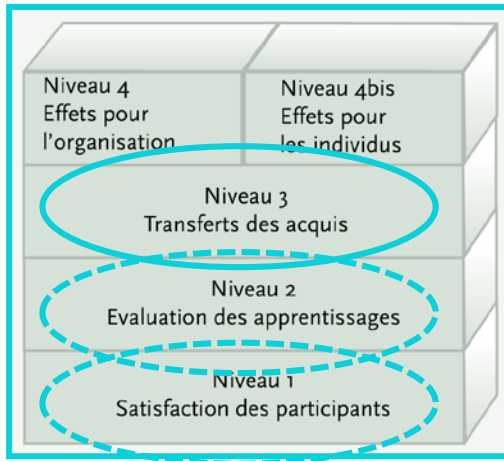 Niveau 4
Effets pour
l'organisation
Niveau 4bis
Effets pour
les individus
Niveau 3
Transferts des acquis
Niveau 2
Evaluation des apprentissages
Niveau 1
Satisfaction des participants